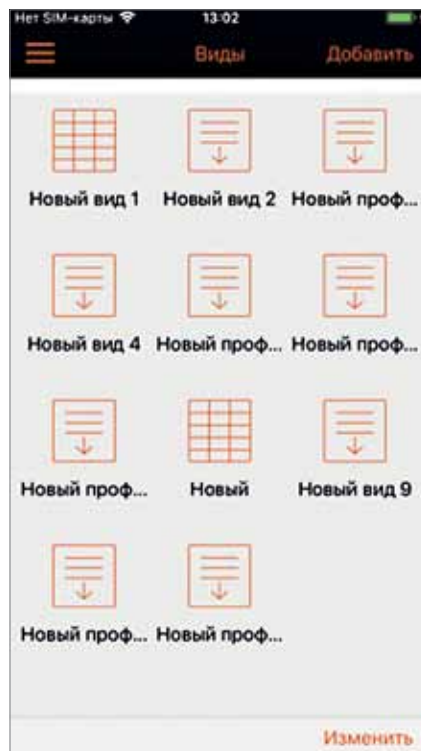 Нет SIM-карты 13:02
Виды Добавить
Новый вид 1 Новый вид 2 Новый проф...
Новый вид 4 Новый проф... Новый проф...
Новый проф... Новый Новый вид 9
Новый проф... Новый проф...
Изменить